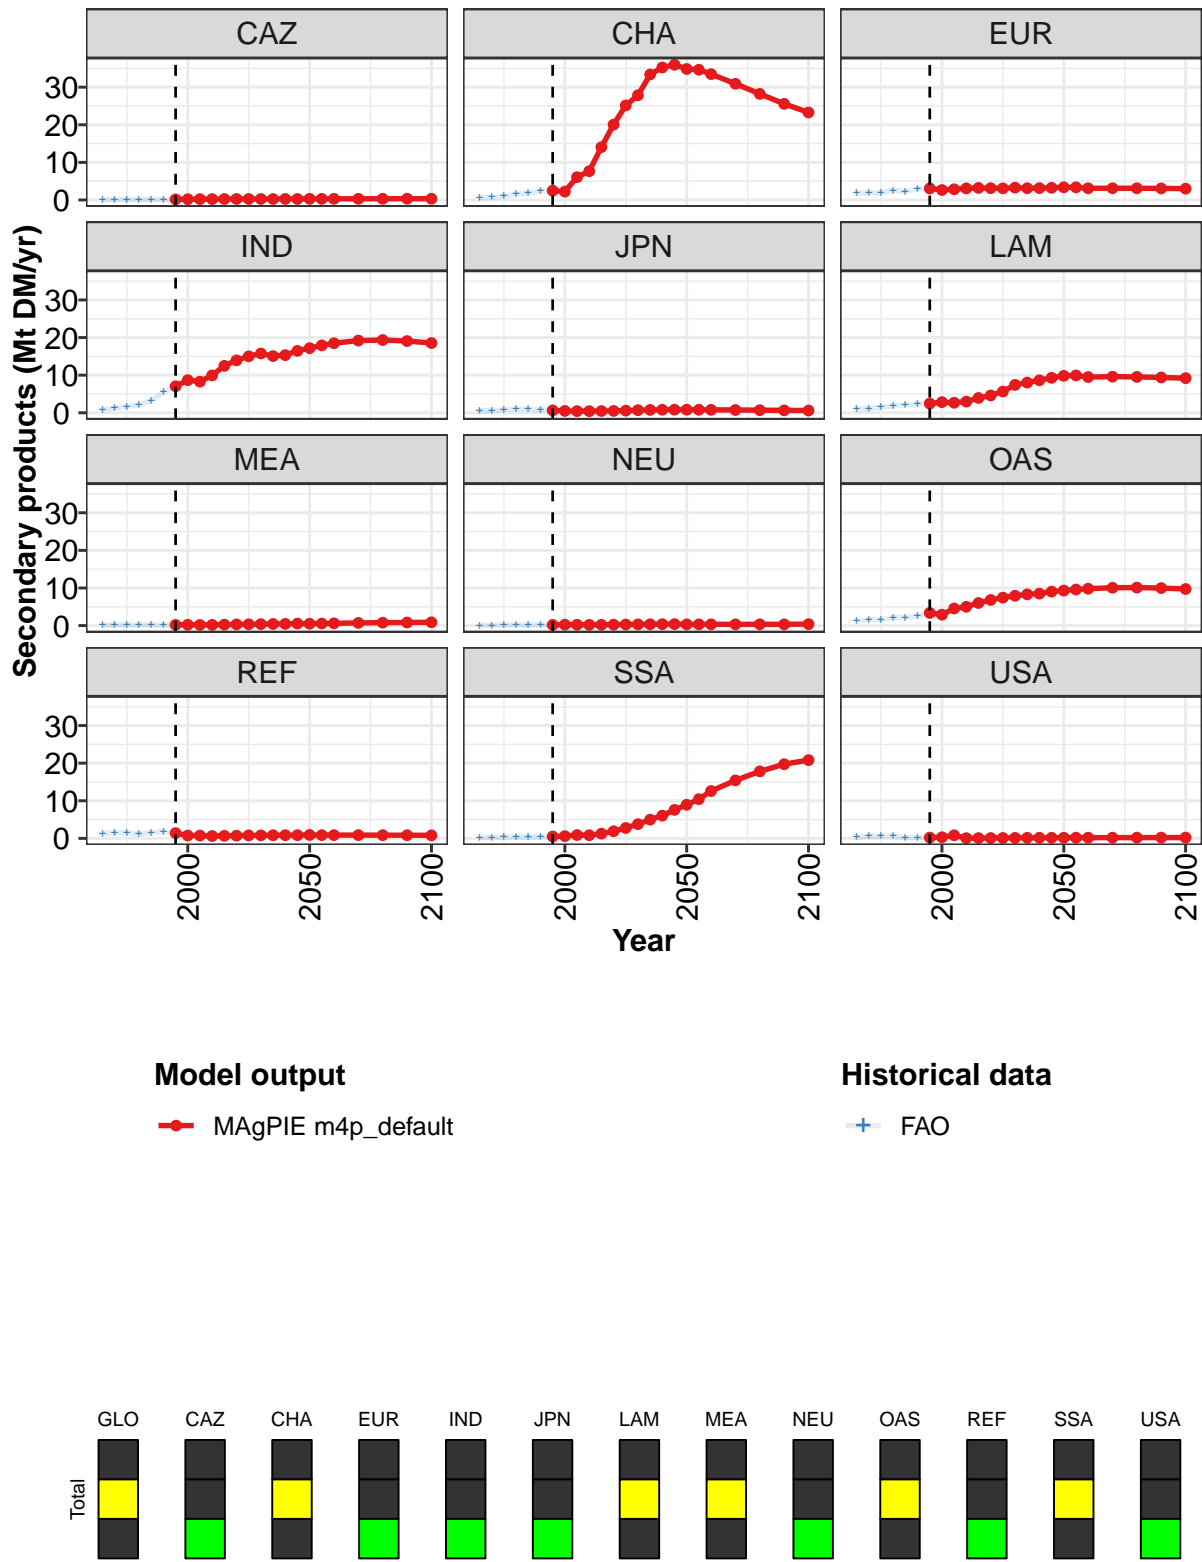 CAZ CHA EUR
30
20
10
0
IND JPN LAM
30
20
10
0
MEA NEU OAS
30
20
10
0
REF SSA USA
30
20
10
0
2000 2050 2100 2000 2050 2100 2000 2050 2100
Secondary products (Mt DM/yr)
Year
Model output Historical data
MAgPIE m4p_default FAO
GLO CAZ CHA EUR IND JPN LAM MEA NEU OAS REF SSA USA
Total